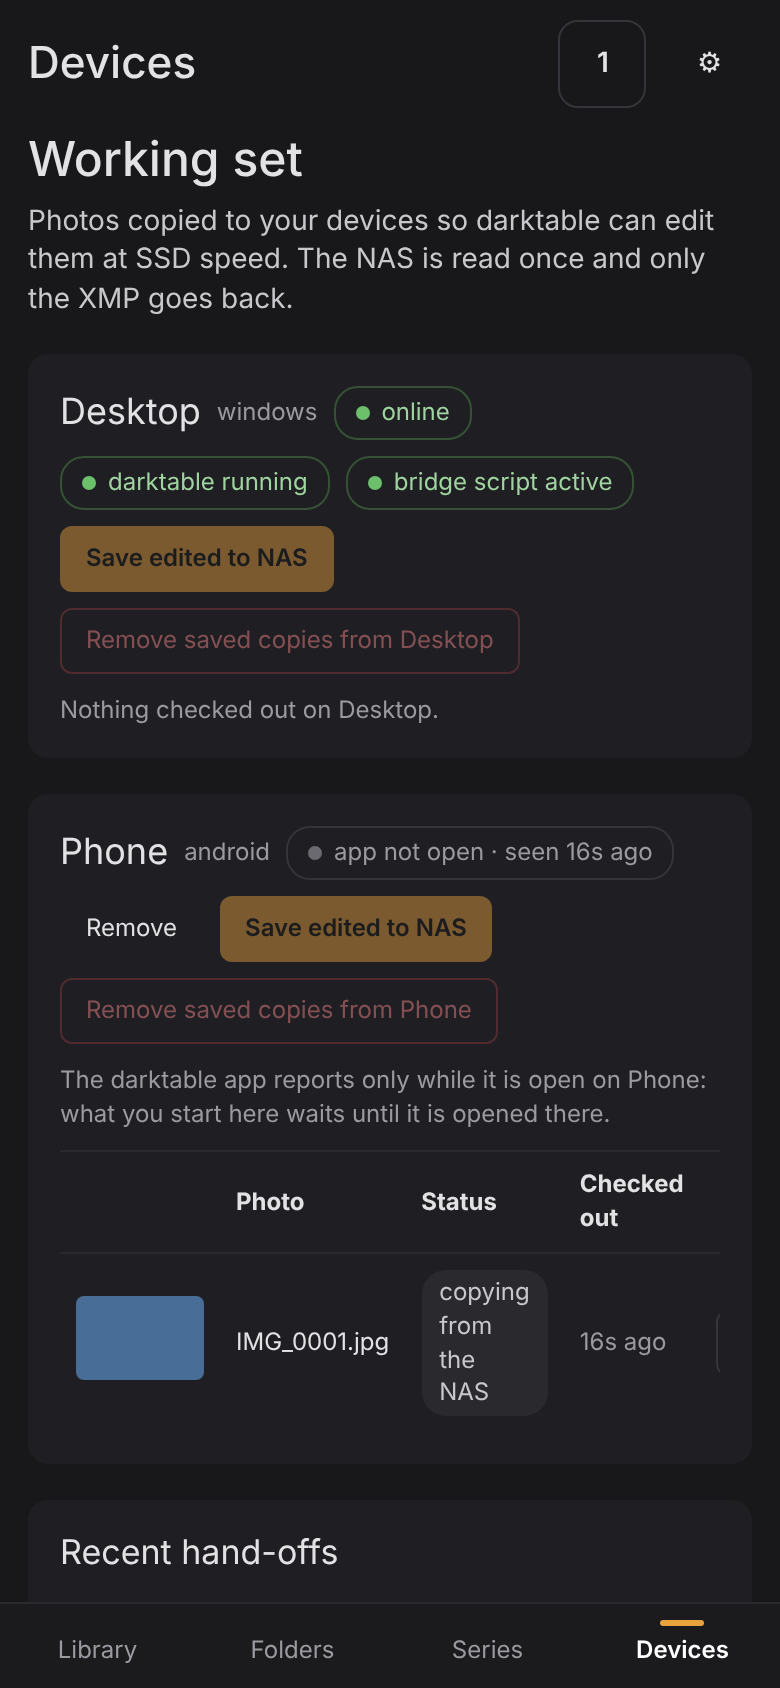 Devices
1
Working set
Photos copied to your devices so darktable can edit
them at SSD speed. The NAS is read once and only
the XMP goes back.
Desktop windows online
darktable running bridge script active
Save edited to NAS
Remove saved copies from Desktop
Nothing checked out on Desktop.
Phone android app not open · seen 16s ago
Remove Save edited to NAS
Remove saved copies from Phone
The darktable app reports only while it is open on Phone:
what you start here waits until it is opened there.
Photo Status Checked
out
copying
from
the
NAS
IMG_0001.jpg 16s ago
Recent hand-offs
Library Folders Series Devices